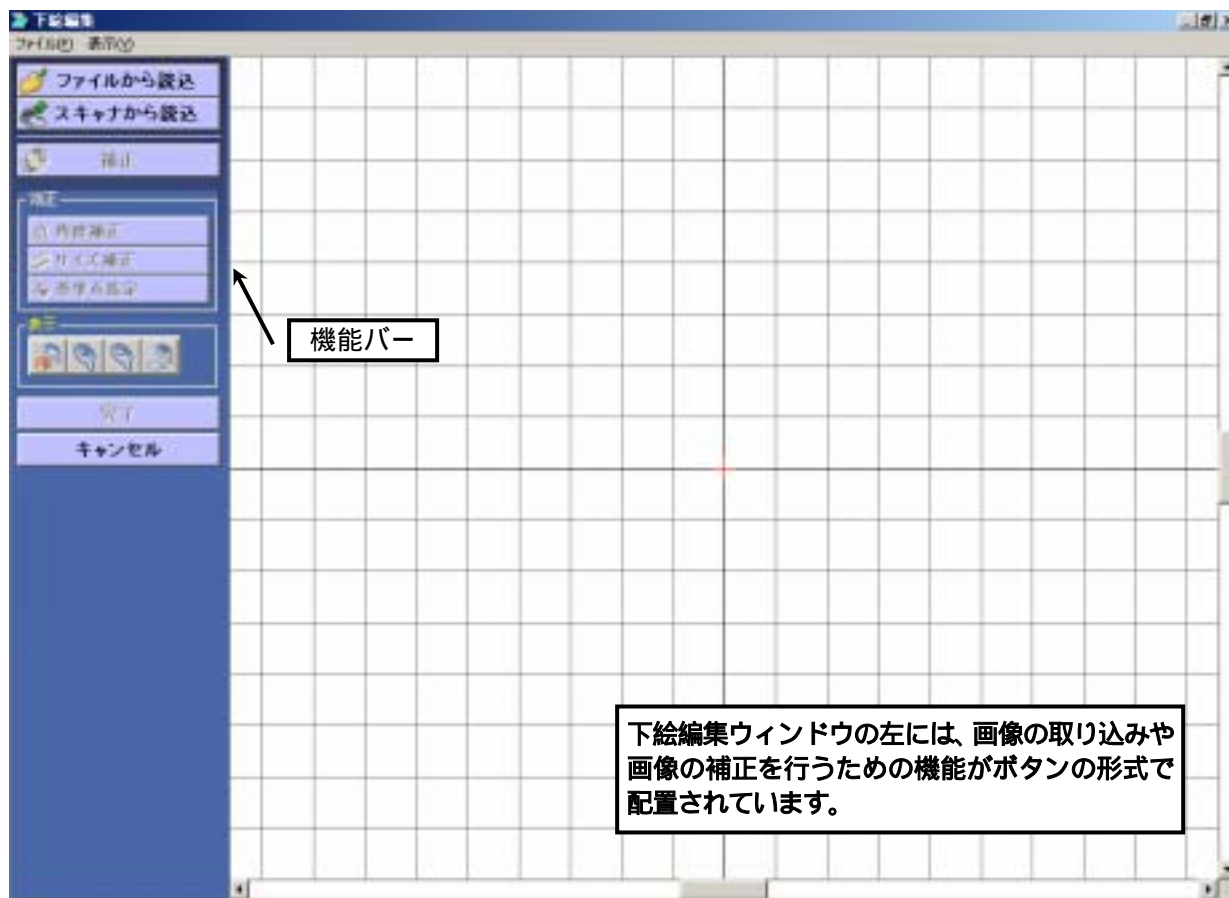 下絵編集
ファイル(F) 表示(V)
ファイルから読込
スキャナから読込
補正
補正
角度補正
サイズ補正
基準点指定
表示
完了
キャンセル
機能バー
下絵編集ウィンドウの左には、画像の取り込みや
画像の補正を行うための機能がボタンの形式で
配置されています。